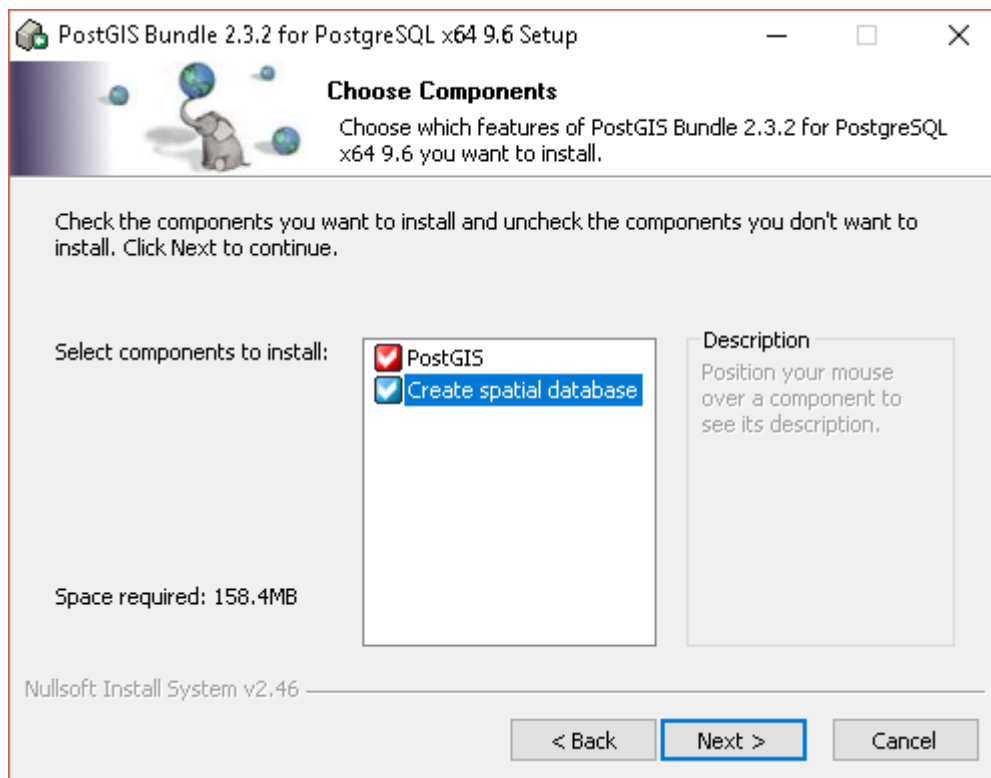 PostGIS Bundle 2.3.2 for PostgreSQL x64 9.6 Setup
Choose Components
Choose which features of PostGIS Bundle 2.3.2 for PostgreSQL
x64 9.6 you want to install.
Check the components you want to install and uncheck the components you don't want to
install. Click Next to continue.
Select components to install:
PostGIS
Create spatial database
Description
Position your mouse
over a component to
see its description.
Space required: 158.4MB
Nullsoft Install System v2.46
< Back
Next >
Cancel